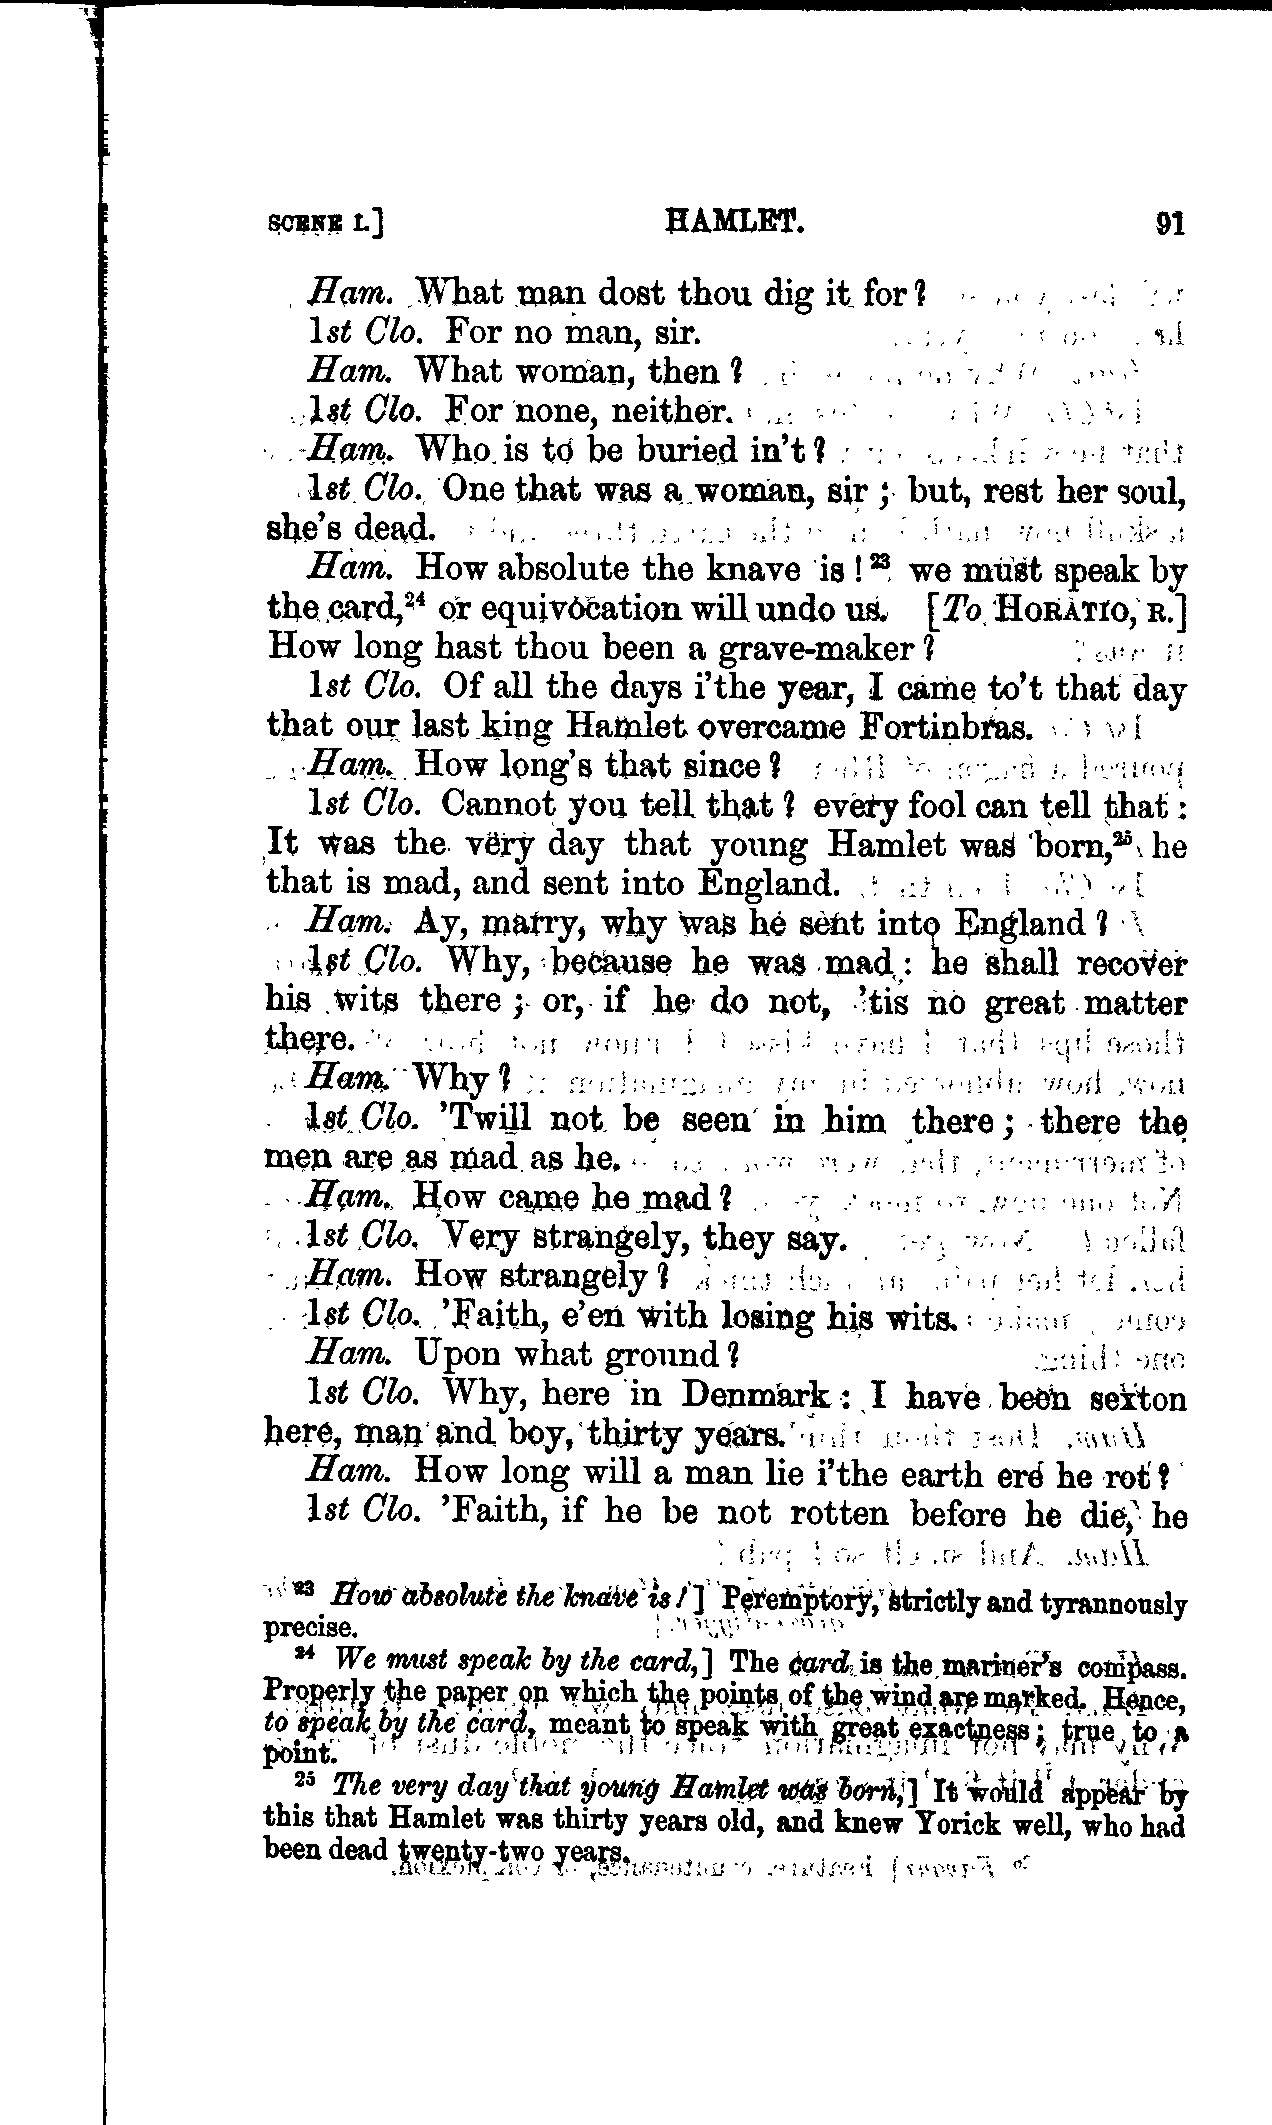 SCENE I.] HAMLET. 91
Ham. What man dost thou dig it for?
1st Clo. For no man, sir.
Ham. What woman, then?
1st Clo. For none, neither.
Ham. Who is to be buried in't?
1st Clo. One that was a woman, sir; but, rest her soul,
she's dead.
Ham. How absolute the knave is!²³ we must speak by
the card,²⁴ or equivocation will undo us. [To HORATIO, R.]
How long hast thou been a grave-maker?
1st Clo. Of all the days i'the year, I came to't that day
that our last king Hamlet overcame Fortinbras.
Ham. How long's that since?
1st Clo. Cannot you tell that? every fool can tell that:
It was the very day that young Hamlet was born,²⁵ he
that is mad, and sent into England.
Ham. Ay, marry, why was he sent into England?
1st Clo. Why, because he was mad: he shall recover
his wits there; or, if he do not, 'tis no great matter
there.
Ham. Why?
1st Clo. 'Twill not be seen in him there; there the
men are as mad as he.
Ham. How came he mad?
1st Clo. Very strangely, they say.
Ham. How strangely?
1st Clo. 'Faith, e'en with losing his wits.
Ham. Upon what ground?
1st Clo. Why, here in Denmark: I have been sexton
here, man and boy, thirty years.
Ham. How long will a man lie i'the earth ere he rot?
1st Clo. 'Faith, if he be not rotten before he die, he
²³ How absolute the knave is!] Peremptory, strictly and tyrannously
precise.
²⁴ We must speak by the card,] The card is the mariner's compass.
Properly the paper on which the points of the wind are marked. Hence,
to speak by the card, meant to speak with great exactness; true to a
point.
²⁵ The very day that young Hamlet was born,] It would appear by
this that Hamlet was thirty years old, and knew Yorick well, who had
been dead twenty-two years.